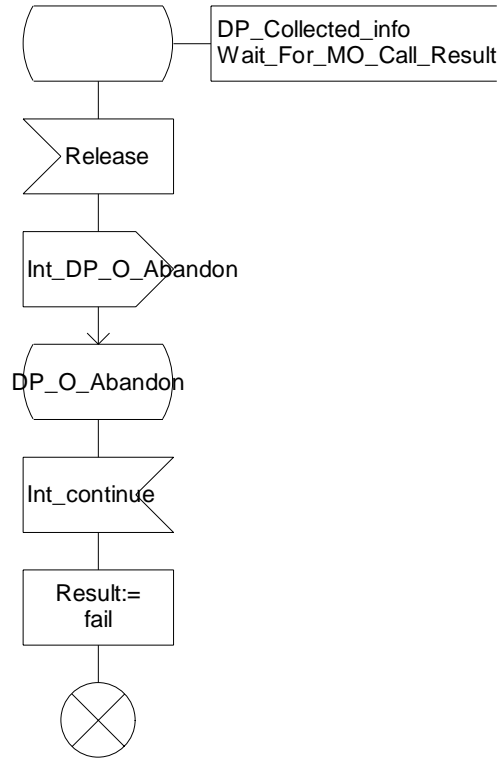 DP_Collected_info
Wait_For_MO_Call_Result
Release
Int_DP_O_Abandon
DP_O_Abandon
Int_continue
Result:=
fail